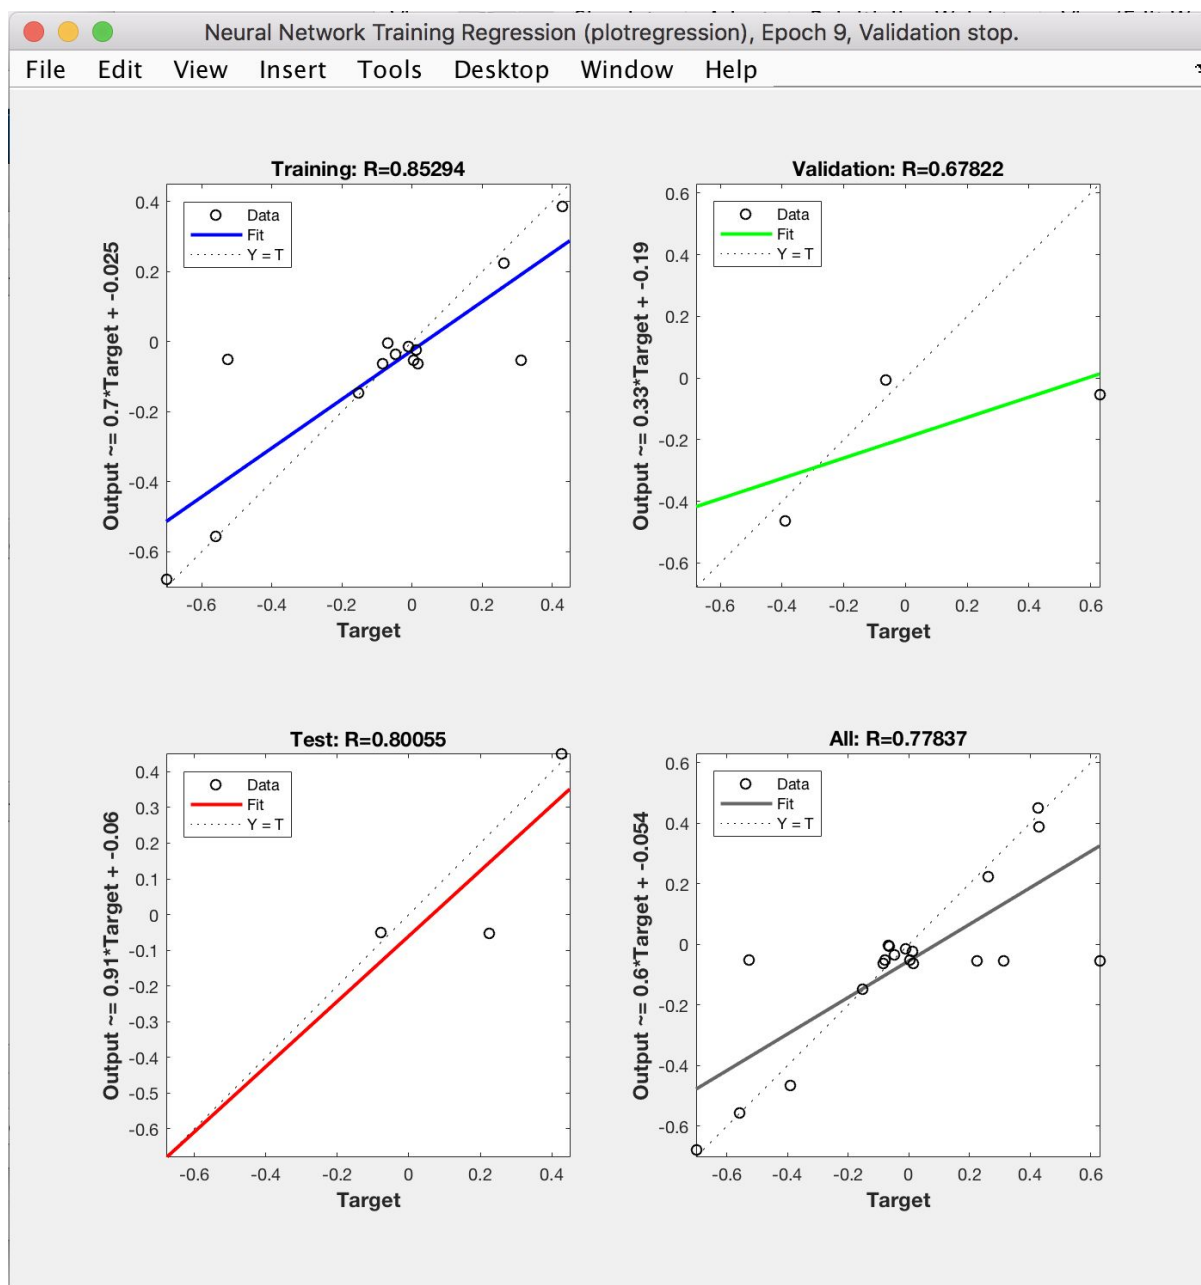 Neural Network Training Regression (plotregression), Epoch 9, Validation stop.
File Edit View Insert Tools Desktop Window Help
Training: R=0.85294
Output ~= 0.7*Target + -0.025
0.4
0.2
0
-0.2
-0.4
-0.6
Data
Fit
Y = T
-0.6 -0.4 -0.2 0 0.2 0.4
Target
Validation: R=0.67822
Output ~= 0.33*Target + -0.19
0.6
0.4
0.2
0
-0.2
-0.4
-0.6
Data
Fit
Y = T
-0.6 -0.4 -0.2 0 0.2 0.4 0.6
Target
Test: R=0.80055
Output ~= 0.91*Target + -0.06
0.4
0.3
0.2
0.1
0
-0.1
-0.2
-0.3
-0.4
-0.5
-0.6
Data
Fit
Y = T
-0.6 -0.4 -0.2 0 0.2 0.4
Target
All: R=0.77837
Output ~= 0.6*Target + -0.054
0.6
0.4
0.2
0
-0.2
-0.4
-0.6
Data
Fit
Y = T
-0.6 -0.4 -0.2 0 0.2 0.4 0.6
Target